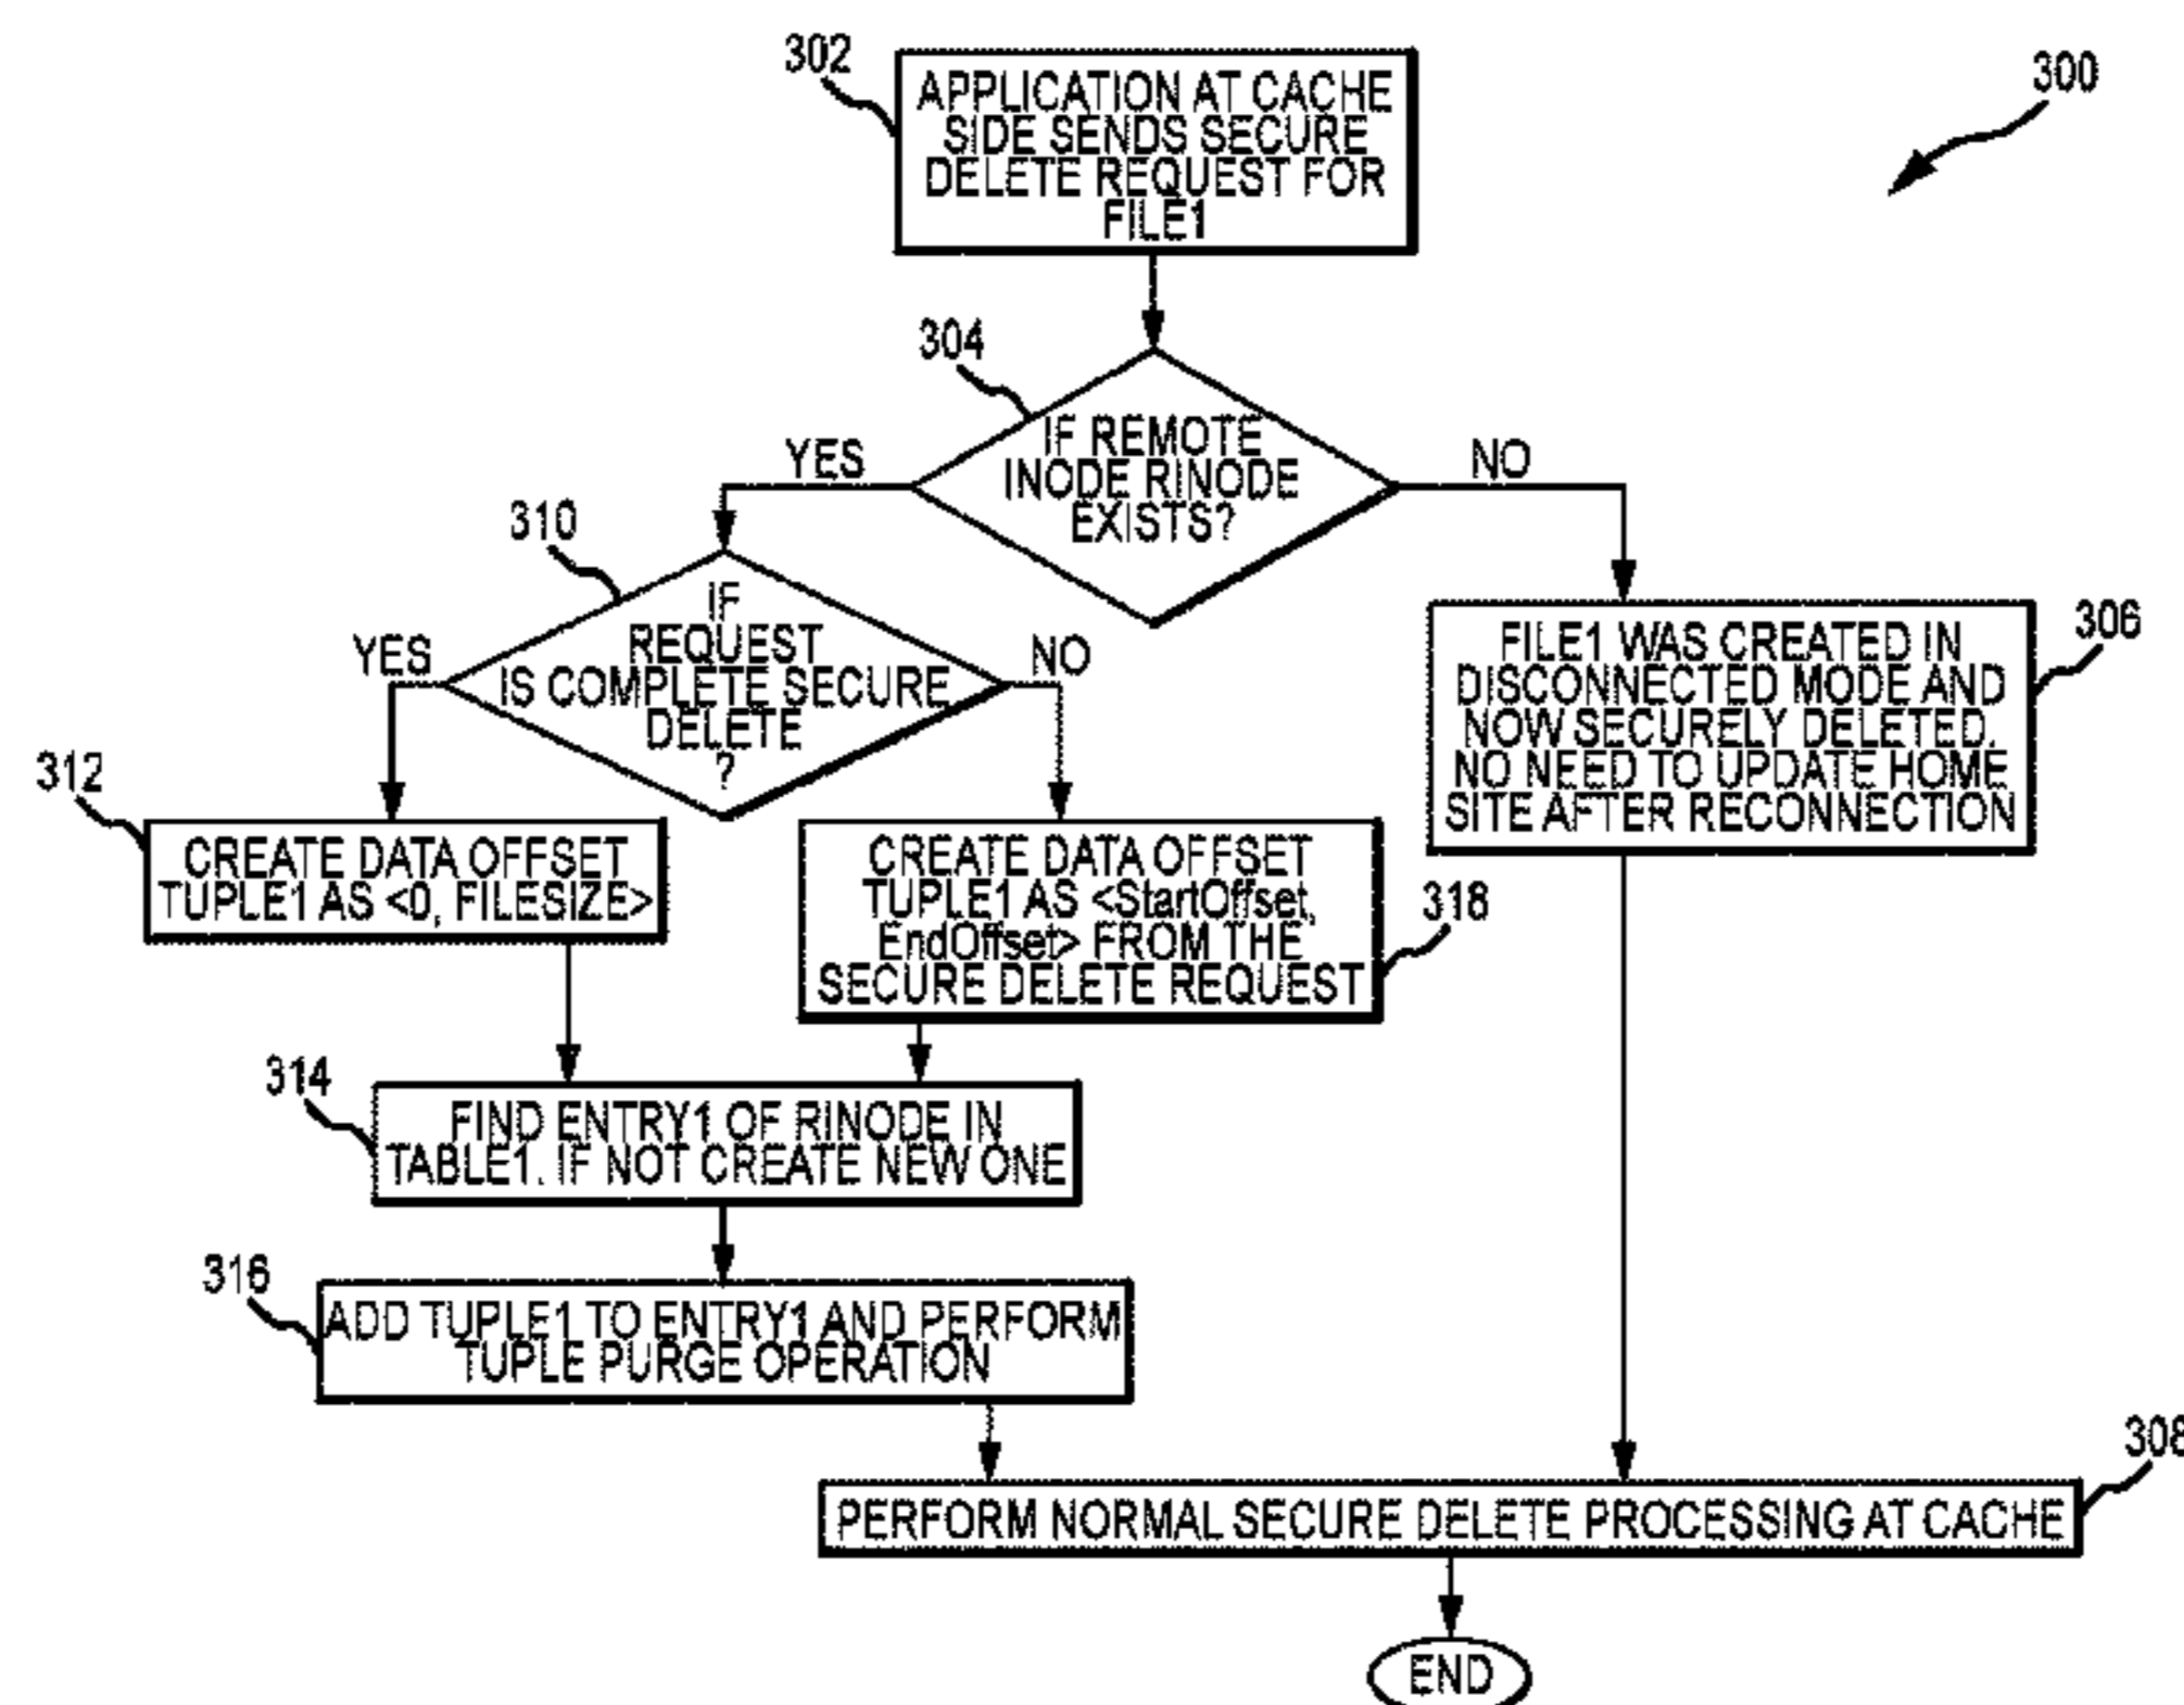 302
APPLICATION AT CACHE
SIDE SENDS SECURE
DELETE REQUEST FOR
FILE1
300
304
IF REMOTE
INODE RINODE
EXISTS?
YES
NO
310
IF
REQUEST
IS COMPLETE SECURE
DELETE
?
YES
NO
306
FILE1 WAS CREATED IN
DISCONNECTED MODE AND
NOW SECURELY DELETED.
NO NEED TO UPDATE HOME
SITE AFTER RECONNECTION
312
CREATE DATA OFFSET
TUPLE1 AS <0, FILESIZE>
CREATE DATA OFFSET
TUPLE1 AS <StartOffset,
EndOffset> FROM THE
SECURE DELETE REQUEST
318
314
FIND ENTRY1 OF RINODE IN
TABLE1. IF NOT CREATE NEW ONE
316
ADD TUPLE1 TO ENTRY1 AND PERFORM
TUPLE PURGE OPERATION
308
PERFORM NORMAL SECURE DELETE PROCESSING AT CACHE
END